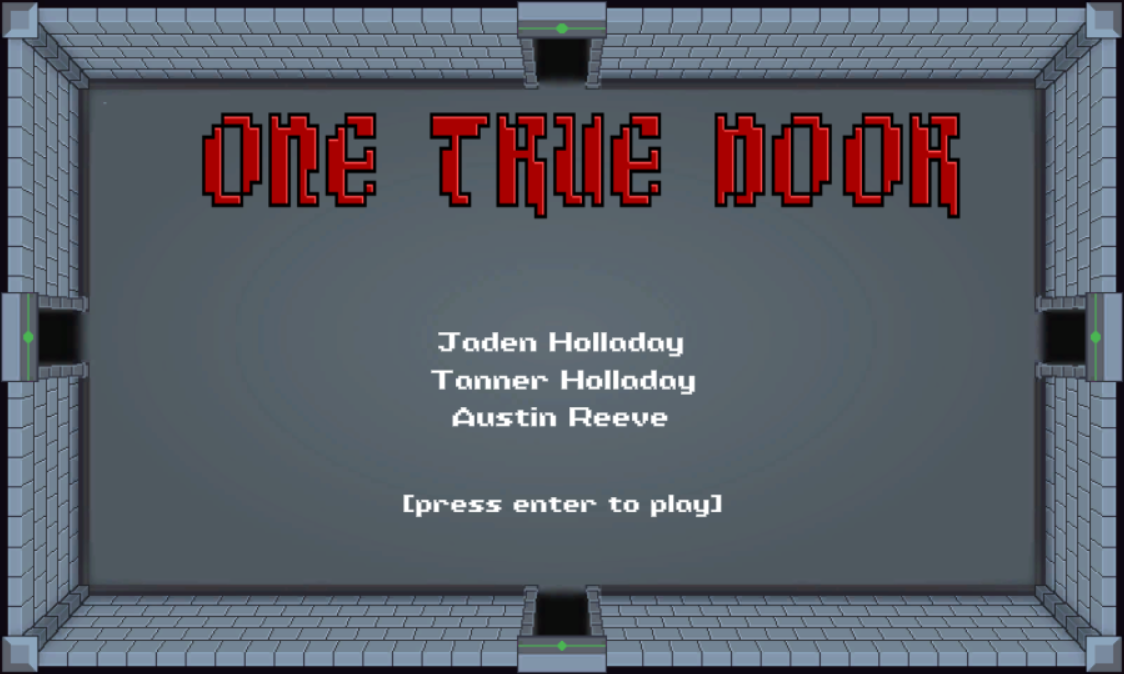 ONE TRUE DOOR
Jaden Holladay
Tanner Holladay
Austin Reeve
[press enter to play]